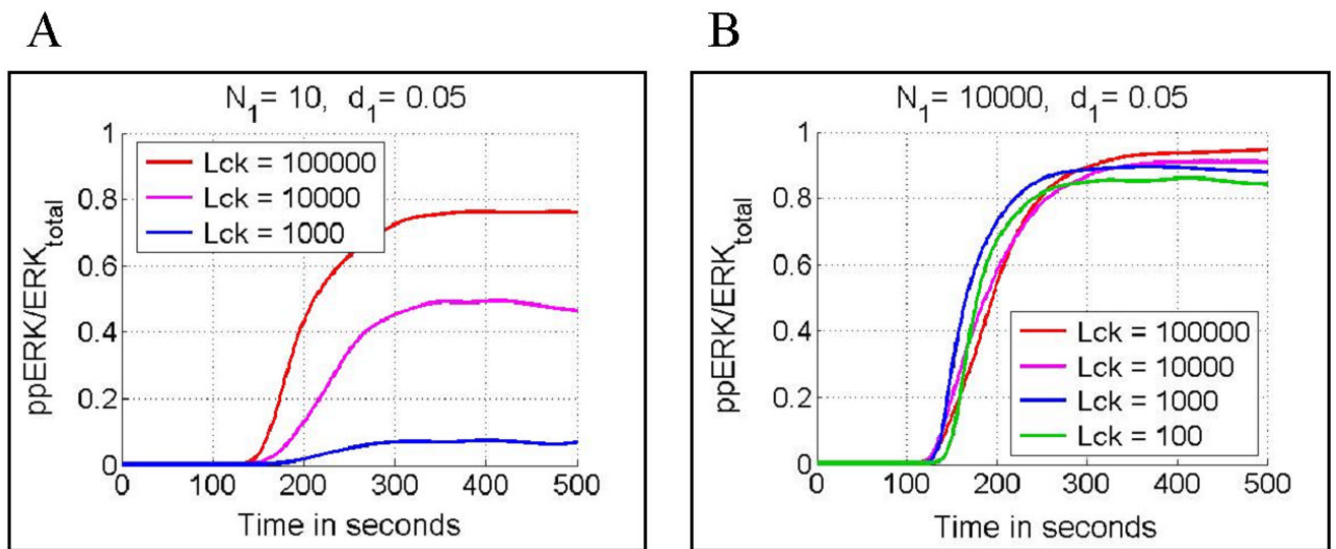 A
N1= 10, d1= 0.05
1
0.8
0.6
0.4
0.2
0
ppERK/ERKtotal
Lck = 100000
Lck = 10000
Lck = 1000
0 100 200 300 400 500
Time in seconds
B
N1= 10000, d1= 0.05
1
0.8
0.6
0.4
0.2
0
ppERK/ERKtotal
Lck = 100000
Lck = 10000
Lck = 1000
Lck = 100
0 100 200 300 400 500
Time in seconds